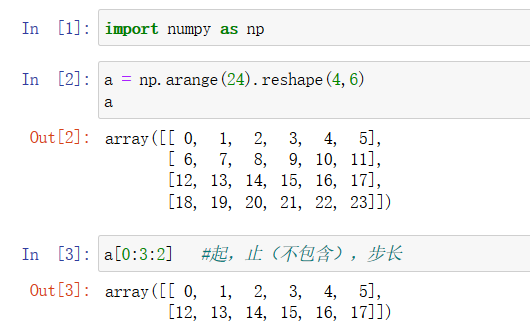 In [1]: import numpy as np
In [2]: a = np.arange(24).reshape(4,6)
a
Out[2]: array([[ 0,  1,  2,  3,  4,  5],
[ 6,  7,  8,  9, 10, 11],
[12, 13, 14, 15, 16, 17],
[18, 19, 20, 21, 22, 23]])
In [3]: a[0:3:2]   #起，止（不包含），步长
Out[3]: array([[ 0,  1,  2,  3,  4,  5],
[12, 13, 14, 15, 16, 17]])